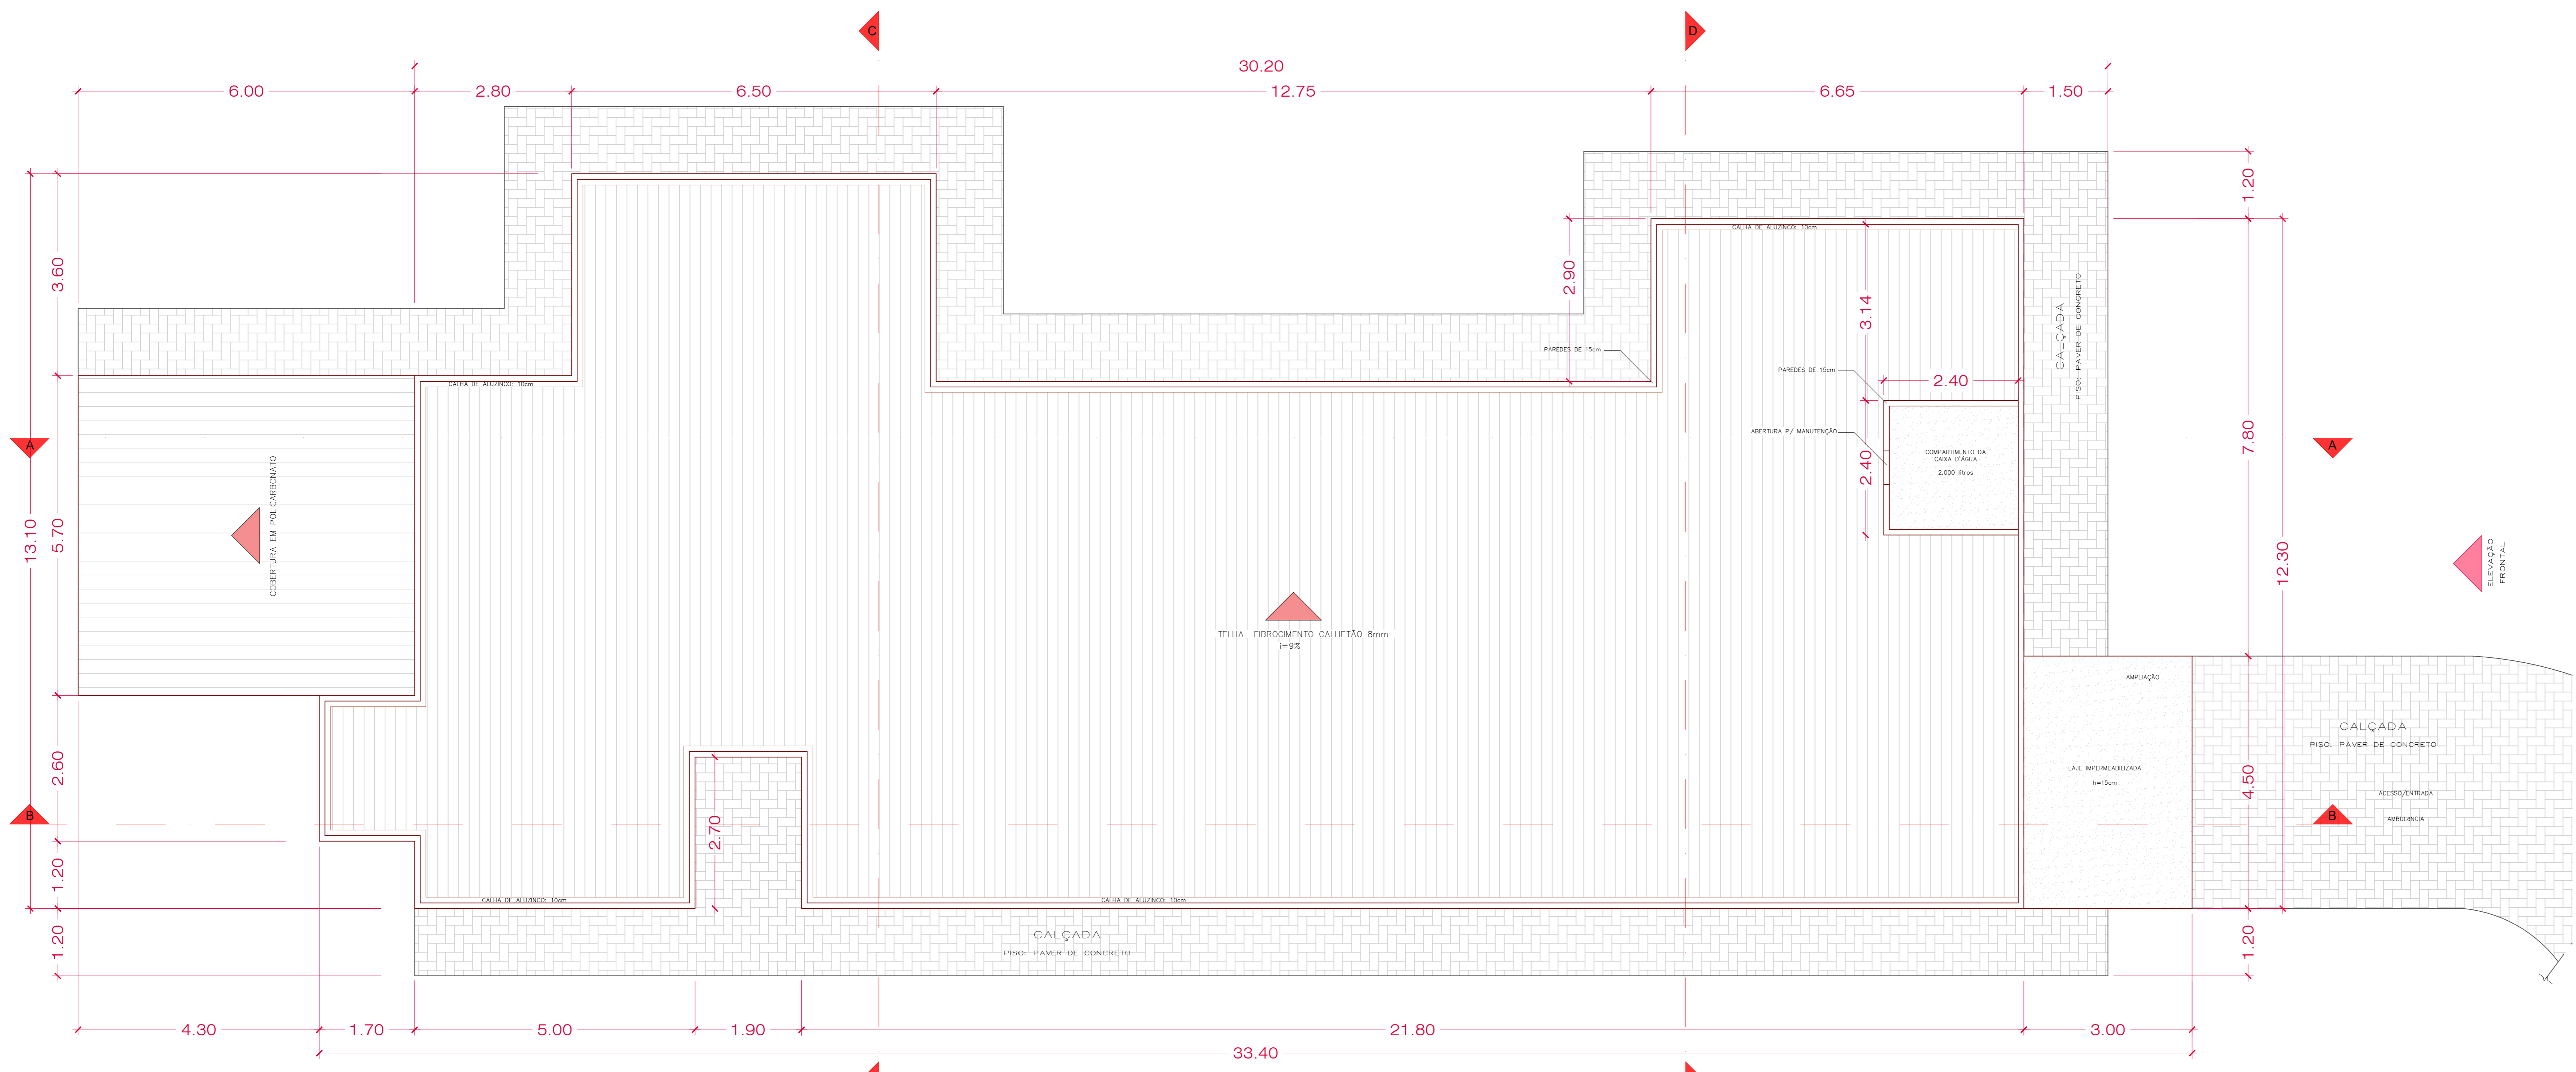 C
D
30.20
6.00
2.80
6.50
12.75
6.65
1.50
1.20
CALHA DE ALUZINCO: 10cm
3.60
2.90
3.14
CALÇADA
PISO: PAVER DE CONCRETO
PAREDES DE 15cm
PAREDES DE 15cm
2.40
CALHA DE ALUZINCO: 10cm
A
ABERTURA P/ MANUTENÇÃO
7.80
A
COMPARTIMENTO DA
CAIXA D'ÁGUA
2.000 litros
2.40
COBERTURA EM POLICARBONATO
13.10
5.70
12.30
ELEVAÇÃO
FRONTAL
TELHA FIBROCIMENTO CALHETÃO 8mm
i=9%
AMPLIAÇÃO
CALÇADA
PISO: PAVER DE CONCRETO
2.60
LAJE IMPERMEABILIZADA
h=15cm
4.50
ACESSO/ENTRADA
AMBULÂNCIA
B
2.70
B
1.20
CALHA DE ALUZINCO: 10cm
CALHA DE ALUZINCO: 10cm
1.20
CALÇADA
PISO: PAVER DE CONCRETO
1.20
4.30
1.70
5.00
1.90
21.80
3.00
33.40